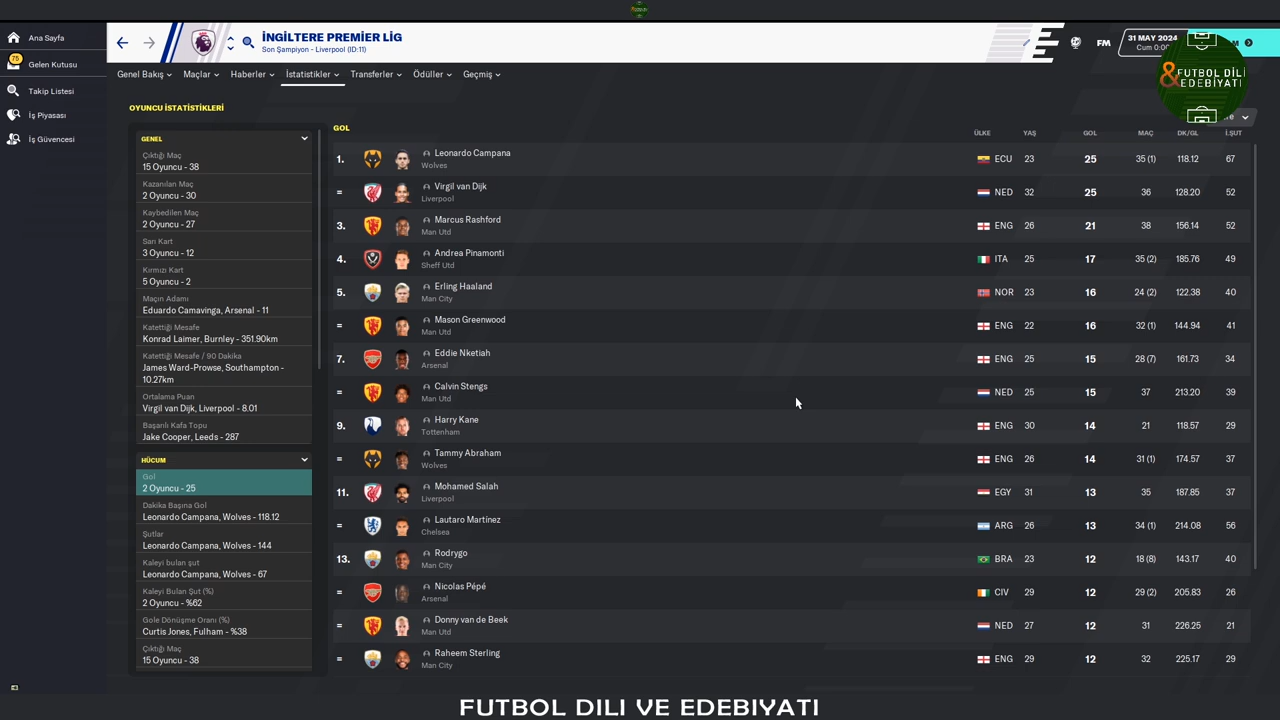 Ana Sayfa
75
Gelen Kutusu
Takip Listesi
İş Piyasası
İş Güvencesi
İNGİLTERE PREMİER LİG
Son Şampiyon - Liverpool (ID:11)
FM
31 MAY 2024
Cum 0:00
FUTBOL DİLİ
& EDEBİYATI
Genel Bakış
Maçlar
Haberler
İstatistikler
Transferler
Ödüller
Geçmiş
OYUNCU İSTATİSTİKLERİ
GENEL
Çıktığı Maç
15 Oyuncu - 38
Kazanılan Maç
2 Oyuncu - 30
Kaybedilen Maç
2 Oyuncu - 27
Sarı Kart
3 Oyuncu - 12
Kırmızı Kart
5 Oyuncu - 2
Maçın Adamı
Eduardo Camavinga, Arsenal - 11
Katettiği Mesafe
Konrad Laimer, Burnley - 351.90km
Katettiği Mesafe / 90 Dakika
James Ward-Prowse, Southampton -
10.27km
Ortalama Puan
Virgil van Dijk, Liverpool - 8.01
Başarılı Kafa Topu
Jake Cooper, Leeds - 287
HÜCUM
Gol
2 Oyuncu - 25
Dakika Başına Gol
Leonardo Campana, Wolves - 118.12
Şutlar
Leonardo Campana, Wolves - 144
Kaleyi bulan şut
Leonardo Campana, Wolves - 67
Kaleyi Bulan Şut (%)
2 Oyuncu - %62
Gole Dönüşme Oranı (%)
Curtis Jones, Fulham - %38
Çıktığı Maç
15 Oyuncu - 38
GOL ÜLKE YAŞ GOL MAÇ DK/GL İ.ŞUT
1. Leonardo Campana ECU 23 25 35 (1) 118.12 67
Wolves
= Virgil van Dijk NED 32 25 36 128.20 52
Liverpool
3. Marcus Rashford ENG 26 21 38 156.14 52
Man Utd
4. Andrea Pinamonti ITA 25 17 35 (2) 185.76 49
Sheff Utd
5. Erling Haaland NOR 23 16 24 (2) 122.38 40
Man City
= Mason Greenwood ENG 22 16 32 (1) 144.94 41
Man Utd
7. Eddie Nketiah ENG 25 15 28 (7) 161.73 34
Arsenal
= Calvin Stengs NED 25 15 37 213.20 39
Man Utd
9. Harry Kane ENG 30 14 21 118.57 29
Tottenham
= Tammy Abraham ENG 26 14 31 (1) 174.57 37
Wolves
11. Mohamed Salah EGY 31 13 35 187.85 37
Liverpool
= Lautaro Martínez ARG 26 13 34 (1) 214.08 56
Chelsea
13. Rodrygo BRA 23 12 18 (8) 143.17 40
Man City
= Nicolas Pépé CIV 29 12 29 (2) 205.83 26
Arsenal
= Donny van de Beek NED 27 12 31 226.25 21
Man Utd
= Raheem Sterling ENG 29 12 32 225.17 29
Man City
FUTBOL DILI VE EDEBIYATI